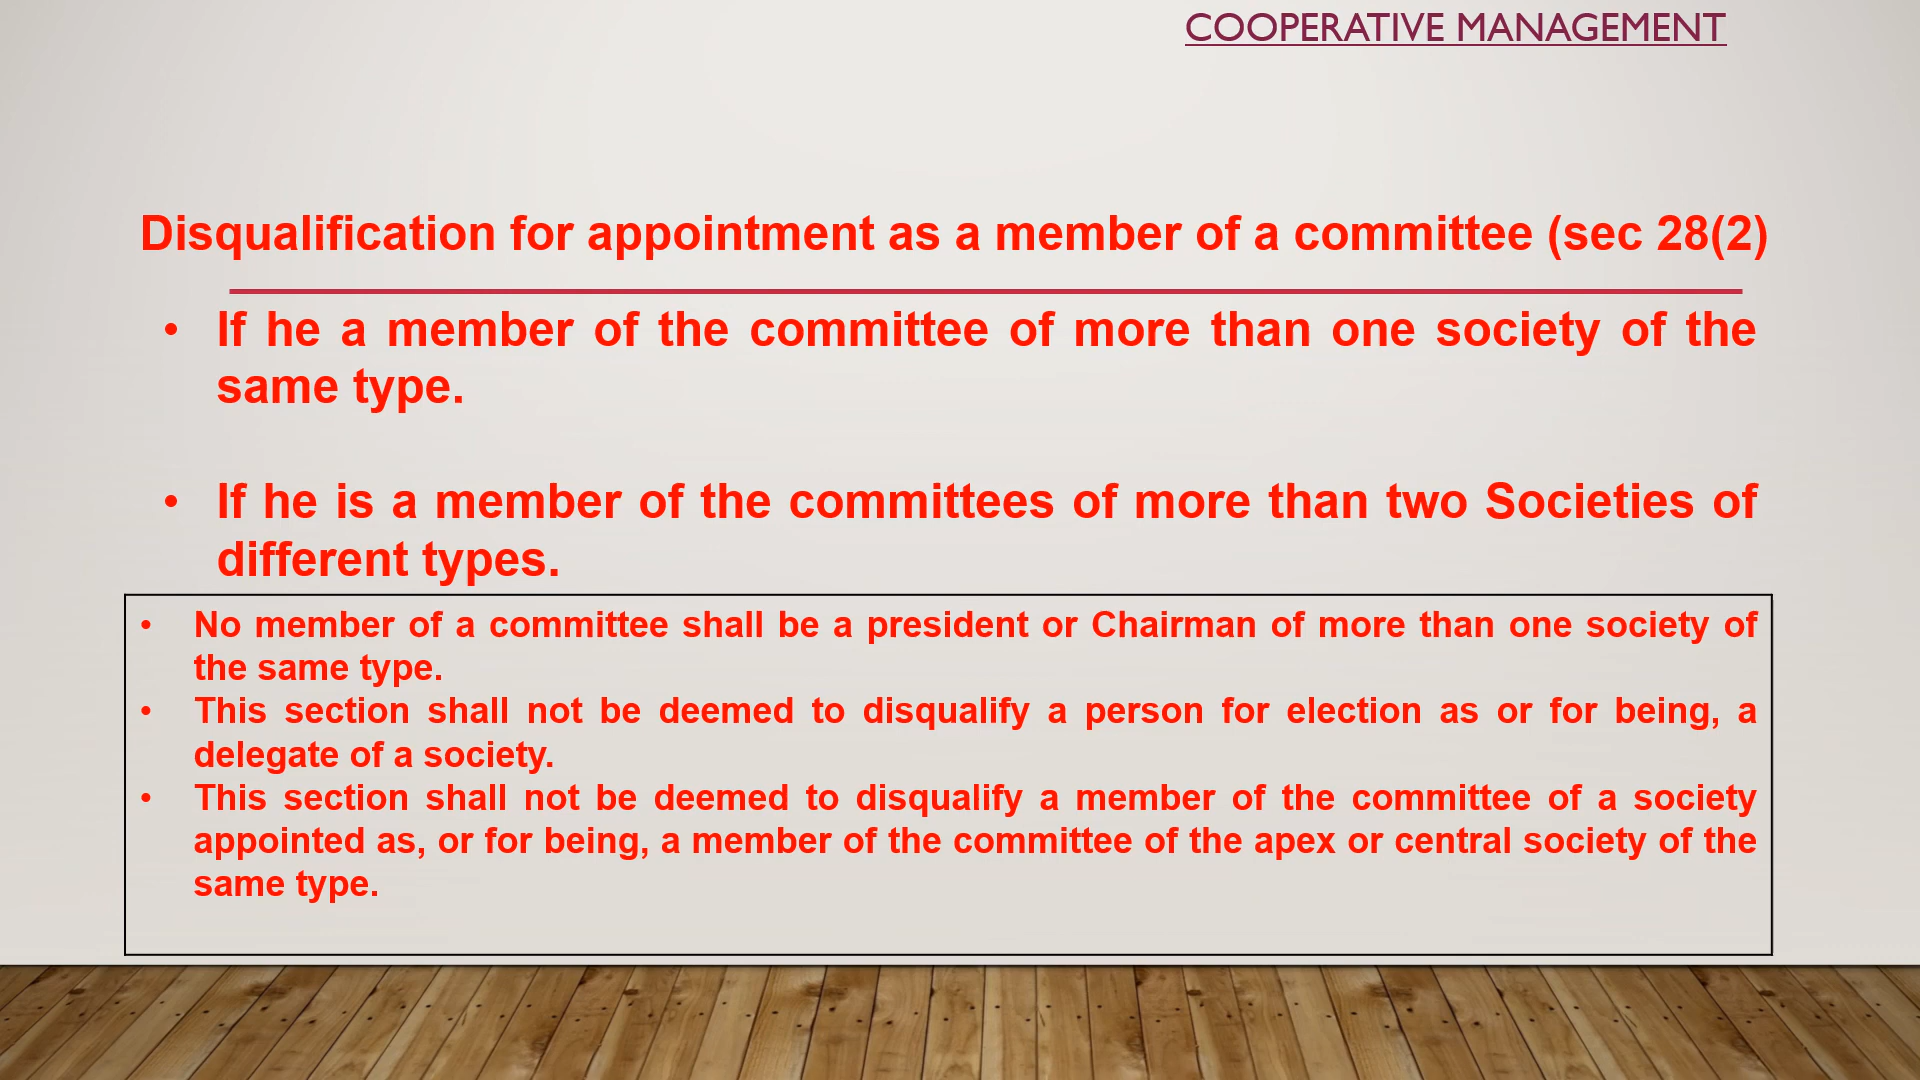 COOPERATIVE MANAGEMENT
Disqualification for appointment as a member of a committee (sec 28(2)
• If he a member of the committee of more than one society of the
same type.
• If he is a member of the committees of more than two Societies of
different types.
• No member of a committee shall be a president or Chairman of more than one society of
the same type.
• This section shall not be deemed to disqualify a person for election as or for being, a
delegate of a society.
• This section shall not be deemed to disqualify a member of the committee of a society
appointed as, or for being, a member of the committee of the apex or central society of the
same type.